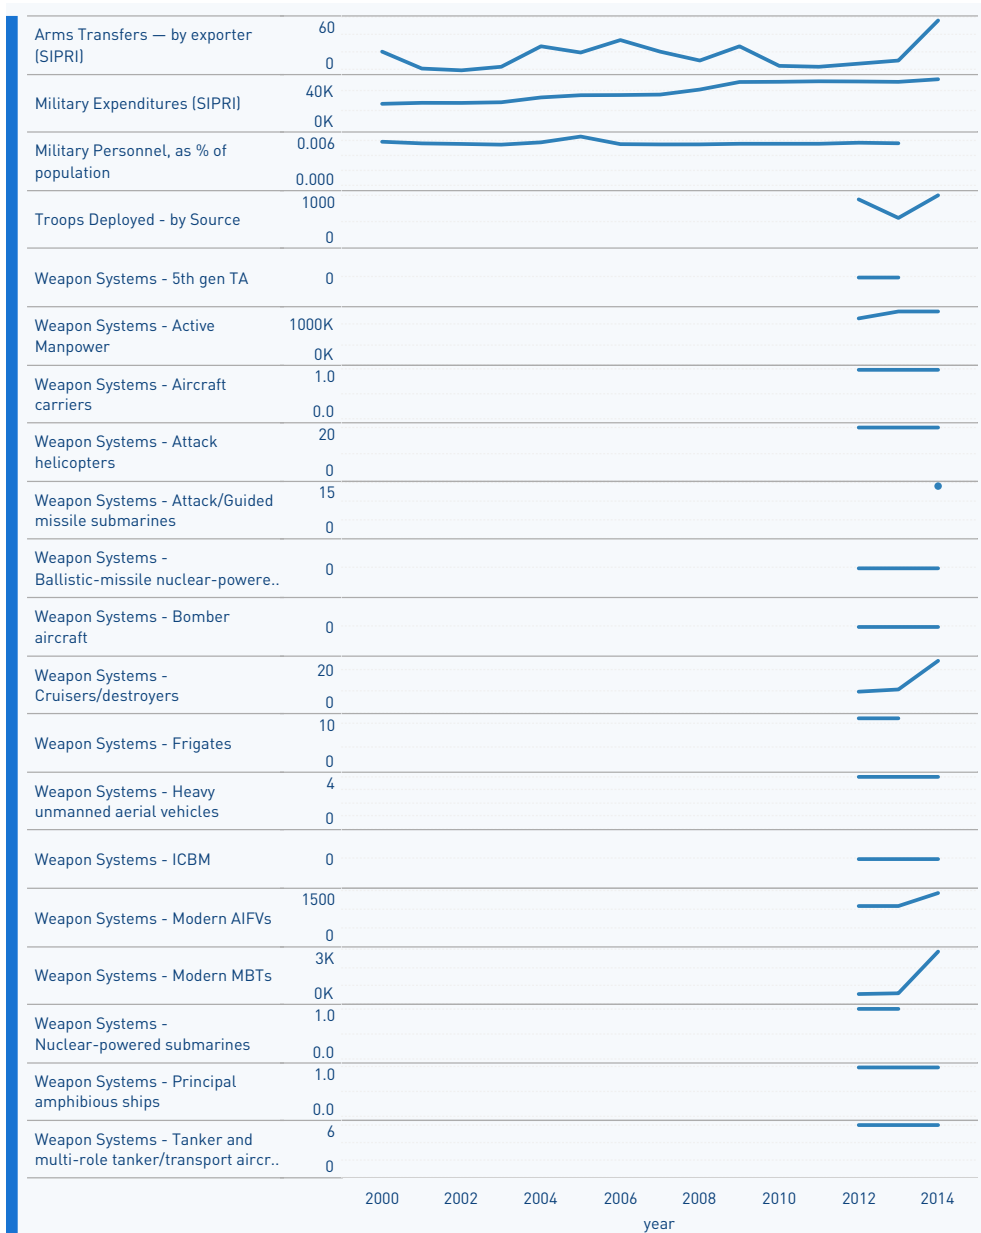 Arms Transfers — by exporter
(SIPRI)
60
0
Military Expenditures (SIPRI)
40K
0K
Military Personnel, as % of
population
0.006
0.000
Troops Deployed - by Source
1000
0
Weapon Systems - 5th gen TA
0
Weapon Systems - Active
Manpower
1000K
0K
Weapon Systems - Aircraft
carriers
1.0
0.0
Weapon Systems - Attack
helicopters
20
0
Weapon Systems - Attack/Guided
missile submarines
15
0
Weapon Systems -
Ballistic-missile nuclear-powere..
0
Weapon Systems - Bomber
aircraft
0
Weapon Systems -
Cruisers/destroyers
20
0
Weapon Systems - Frigates
10
0
Weapon Systems - Heavy
unmanned aerial vehicles
4
0
Weapon Systems - ICBM
0
Weapon Systems - Modern AIFVs
1500
0
Weapon Systems - Modern MBTs
3K
0K
Weapon Systems -
Nuclear-powered submarines
1.0
0.0
Weapon Systems - Principal
amphibious ships
1.0
0.0
Weapon Systems - Tanker and
multi-role tanker/transport aircr..
6
0
2000 2002 2004 2006 2008 2010 2012 2014
year